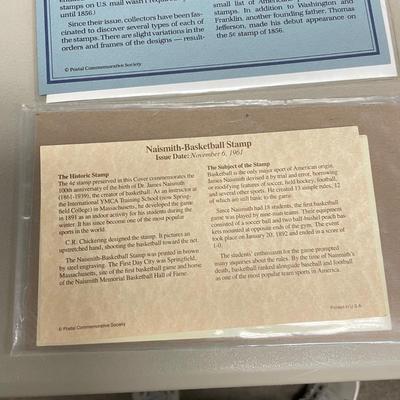 stamps on U.S. mail wasn't
until 1856.)
Since their issue, collectors have been fas-
cinated to discover several types of each of
the stamps. There are slight variations in the
orders and frames of the designs — result-
© Postal Commemorative Society
small list of
stamps. In addition to Washington and
Franklin, another founding father, Thomas
Jefferson, made his debut appearance on
the 5¢ stamp of 1856.
Naismith-Basketball Stamp
Issue Date: November 6, 1961
The Historic Stamp
The 4¢ stamp preserved in this Cover commemorates the
100th anniversary of the birth of Dr. James Naismith
(1861-1939), the creator of basketball. As an instructor at
the International YMCA Training School (now Spring-
field College) in Massachusetts, he developed the game
in 1891 as an indoor activity for his students during the
winter. It has since become one of the most popular
sports in the world.
C.R. Chickering designed the stamp. It pictures an
upstretched hand, shooting the basketball toward the net.
The Naismith-Basketball Stamp was printed in brown
by steel engraving. The First Day City was Springfield,
Massachusetts, site of the first basketball game and home
of the Naismith Memorial Basketball Hall of Fame.
© Postal Commemorative Society
The Subject of the Stamp
Basketball is the only major sport of American origin.
James Naismith devised it by trial and error, borrowing
or modifying features of soccer, field hockey, football,
and several other sports. He created 13 simple rules, 12
of which are still basic to the game.
Since Naismith had 18 students, the first basketball
game was played by nine-man teams. Their equipment
consisted of a soccer ball and two half-bushel peach bas-
kets mounted at opposite ends of the gym. The event
took place on January 20, 1892 and ended in a score of
1-0.
The students' enthusiasm for the game prompted
many inquiries about the rules. By the time of Naismith's
death, basketball ranked alongside baseball and football
as one of the most popular team sports in America.
Printed in U.S.A.